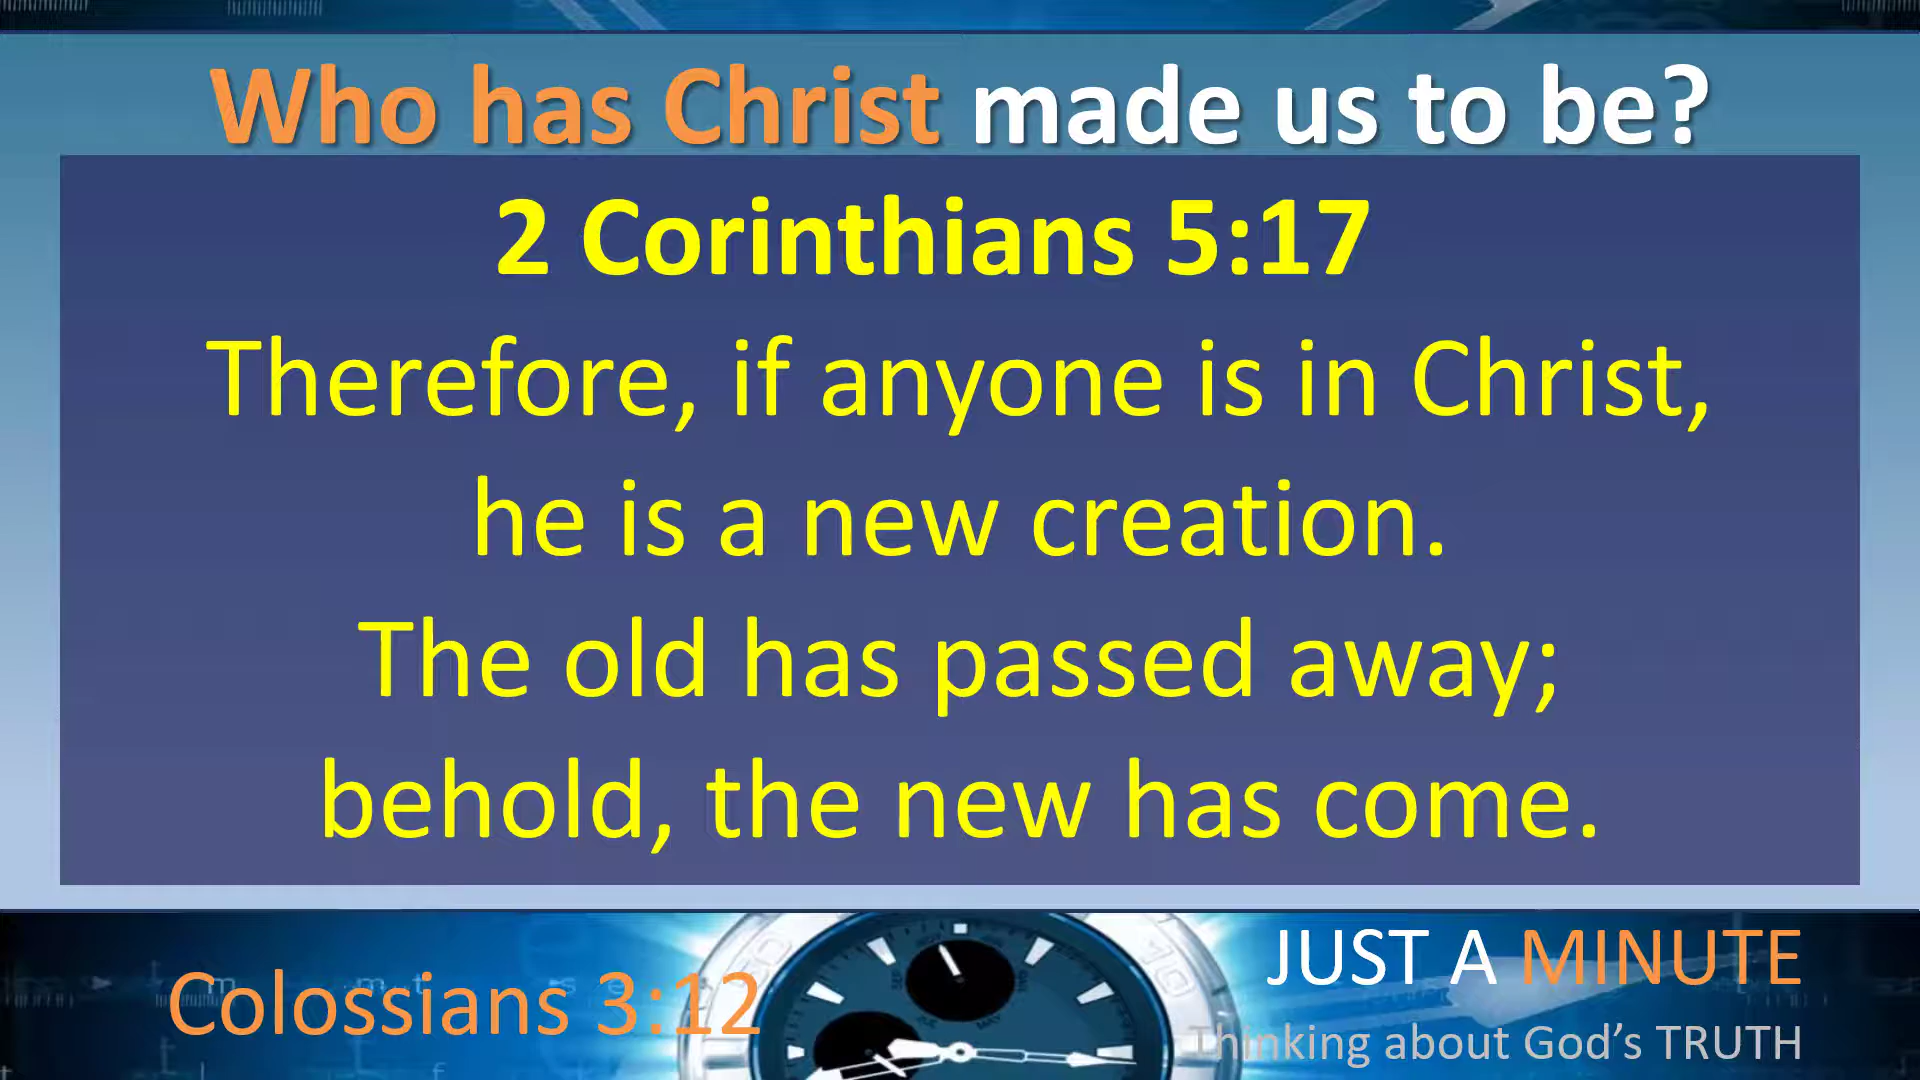 Who has Christ made us to be?
2 Corinthians 5:17
Therefore, if anyone is in Christ,
he is a new creation.
The old has passed away;
behold, the new has come.
Colossians 3:12
JUST A MINUTE
Thinking about God’s TRUTH